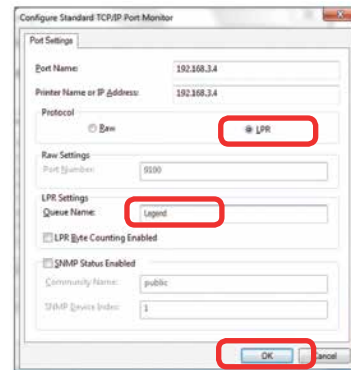 Configure Standard TCP/IP Port Monitor
Port Settings
Port Name: 192.168.3.4
Printer Name or IP Address: 192.168.3.4
Protocol
Raw LPR
Raw Settings
Port Number: 9100
LPR Settings
Queue Name: Legend
LPR Byte Counting Enabled
SNMP Status Enabled
Community Name: public
SNMP Device Index: 1
OK Cancel